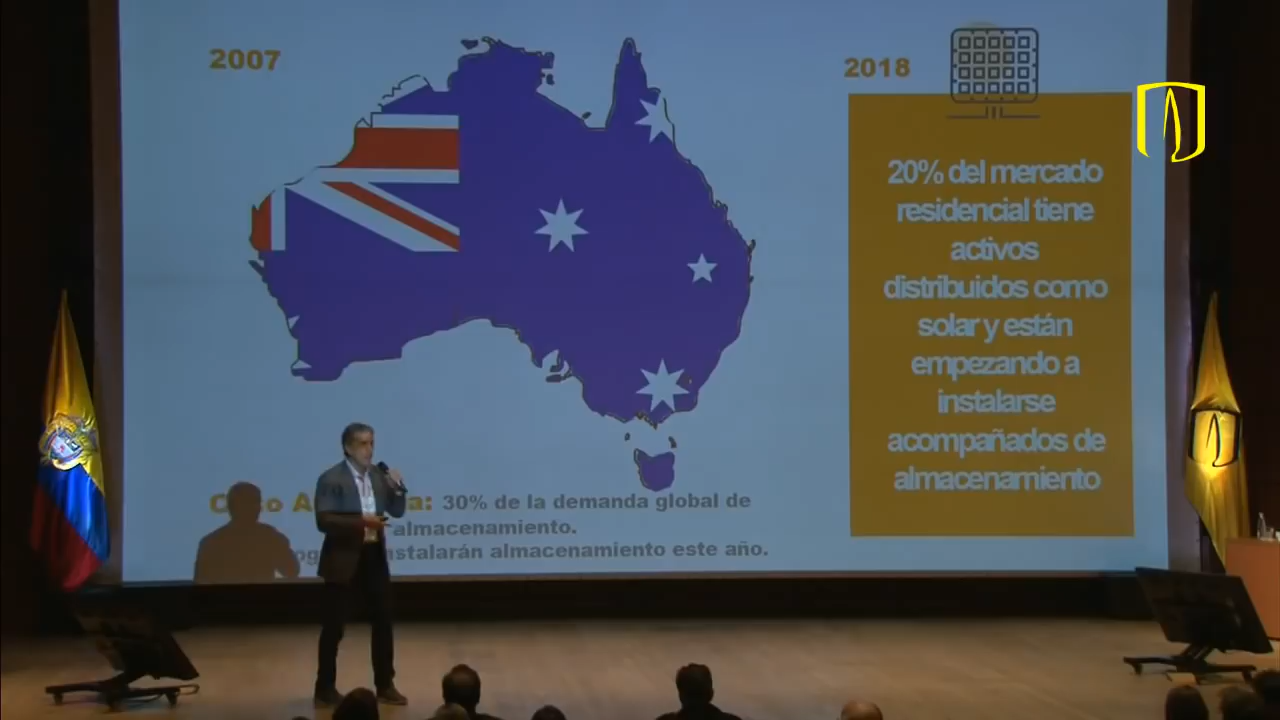 2007
2018
20% del mercado
residencial tiene
activos
distribuidos como
solar y están
empezando a
instalarse
acompañados de
almacenamiento
30% de la demanda global de
almacenamiento.
instalarán almacenamiento este año.